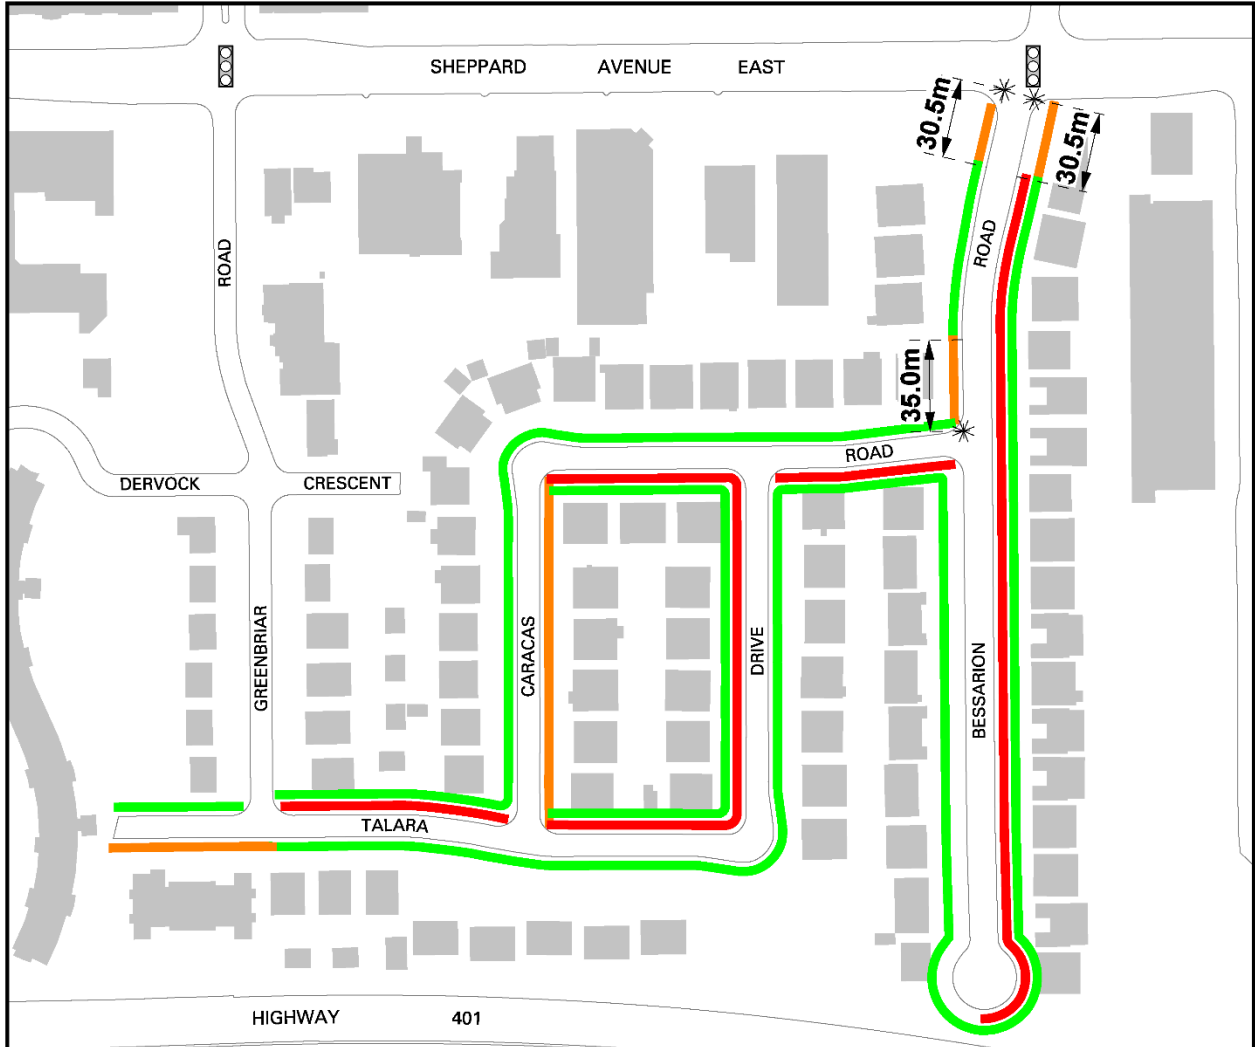 SHEPPARD AVENUE EAST
30.5m
30.5m
ROAD
ROAD
35.0m
ROAD
DERVOCK CRESCENT
GREENBRIAR
CARACAS
DRIVE
BESSARION
TALARA
HIGHWAY 401